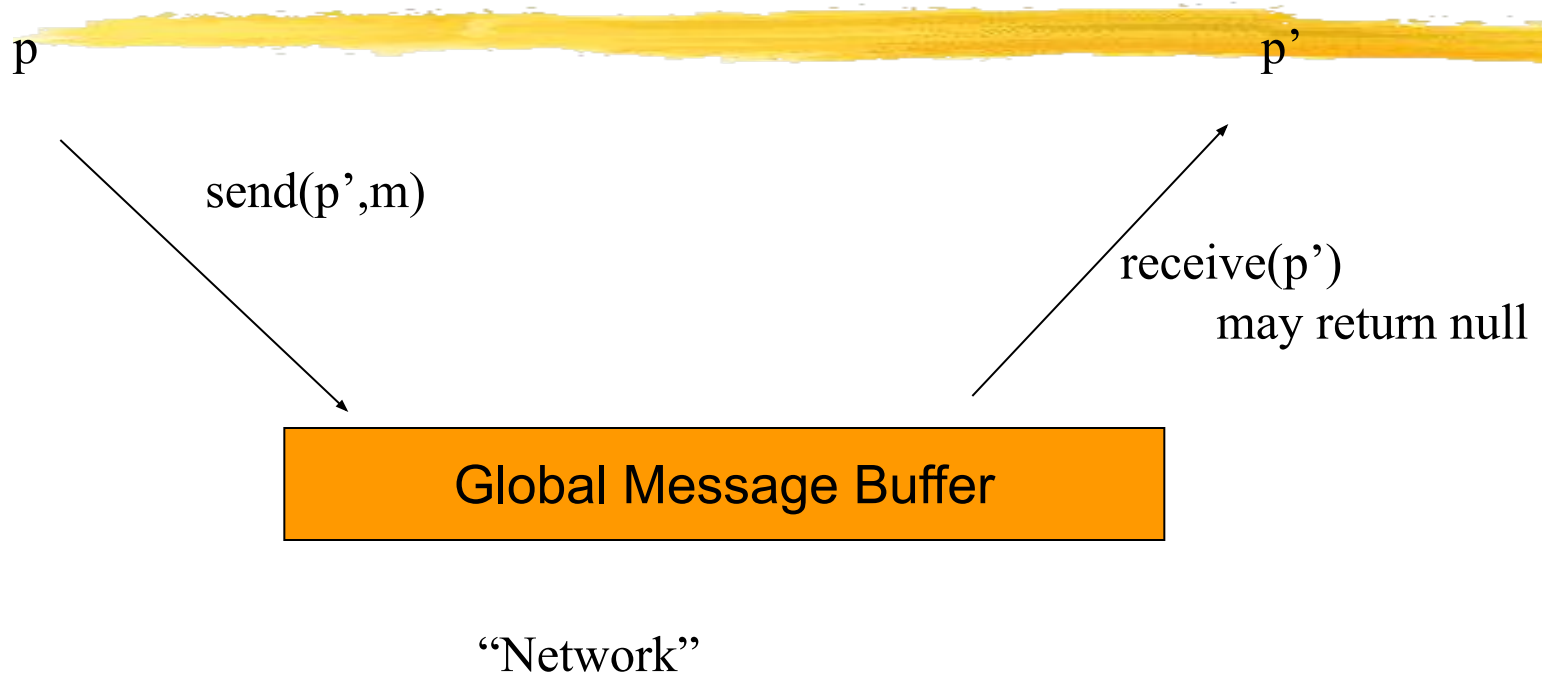 p
p’
send(p’,m)
receive(p’)
may return null
Global Message Buffer
“Network”